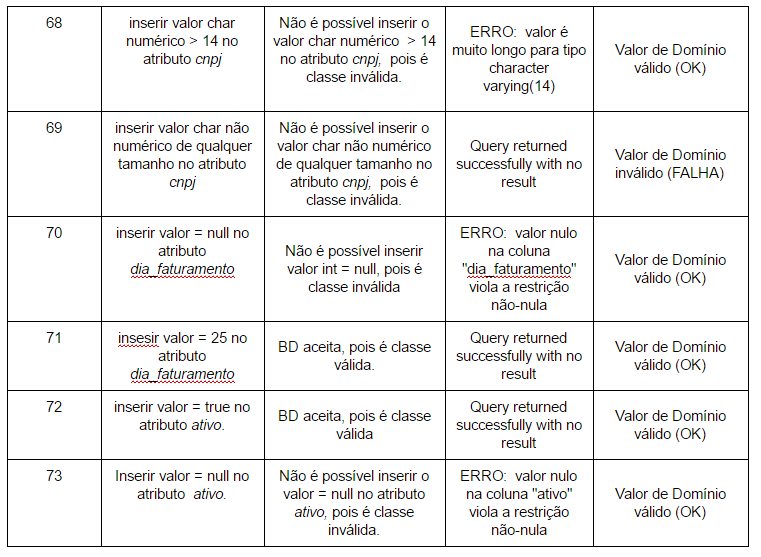 68
inserir valor char
numérico > 14 no
atributo cnpj
Não é possível inserir o
valor char numérico > 14
no atributo cnpj, pois é
classe inválida.
ERRO: valor é
muito longo para tipo
character
varying(14)
Valor de Domínio
válido (OK)
69
inserir valor char não
numérico de qualquer
tamanho no atributo
cnpj
Não é possível inserir o
valor char não numérico
de qualquer tamanho no
atributo cnpj, pois é
classe inválida.
Query returned
successfully with no
result
Valor de Domínio
inválido (FALHA)
70
inserir valor = null no
atributo
dia_faturamento
Não é possível inserir
valor int = null, pois é
classe inválida
ERRO: valor nulo
na coluna
"dia_faturamento"
viola a restrição
não-nula
Valor de Domínio
válido (OK)
71
insesir valor = 25 no
atributo
dia_faturamento
BD aceita, pois é classe
válida.
Query returned
successfully with no
result
Valor de Domínio
válido (OK)
72
inserir valor = true no
atributo ativo.
BD aceita, pois é classe
válida
Query returned
successfully with no
result
Valor de Domínio
válido (OK)
73
Inserir valor = null no
atributo ativo.
Não é possível inserir o
valor = null no atributo
ativo, pois é classe
inválida.
ERRO: valor nulo
na coluna "ativo"
viola a restrição
não-nula
Valor de Domínio
válido (OK)